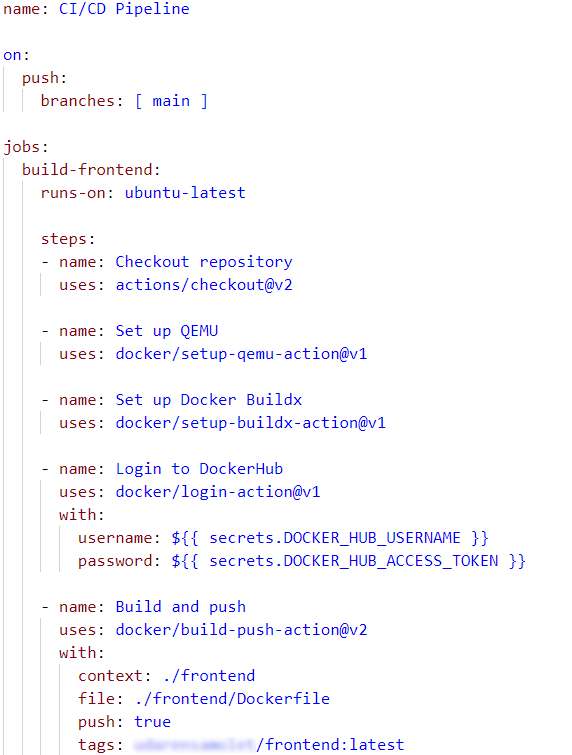 name: CI/CD Pipeline
on:
push:
branches: [ main ]
jobs:
build-frontend:
runs-on: ubuntu-latest
steps:
- name: Checkout repository
uses: actions/checkout@v2
- name: Set up QEMU
uses: docker/setup-qemu-action@v1
- name: Set up Docker Buildx
uses: docker/setup-buildx-action@v1
- name: Login to DockerHub
uses: docker/login-action@v1
with:
username: ${{ secrets.DOCKER_HUB_USERNAME }}
password: ${{ secrets.DOCKER_HUB_ACCESS_TOKEN }}
- name: Build and push
uses: docker/build-push-action@v2
with:
context: ./frontend
file: ./frontend/Dockerfile
push: true
tags: /frontend:latest